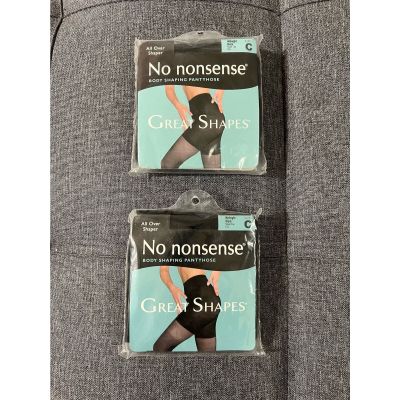 All Over
Shaper
C
No nonsense®
BODY SHAPING PANTYHOSE
GREAT SHAPES®
All Over
Shaper
C
No nonsense®
BODY SHAPING PANTYHOSE
GREAT SHAPES®